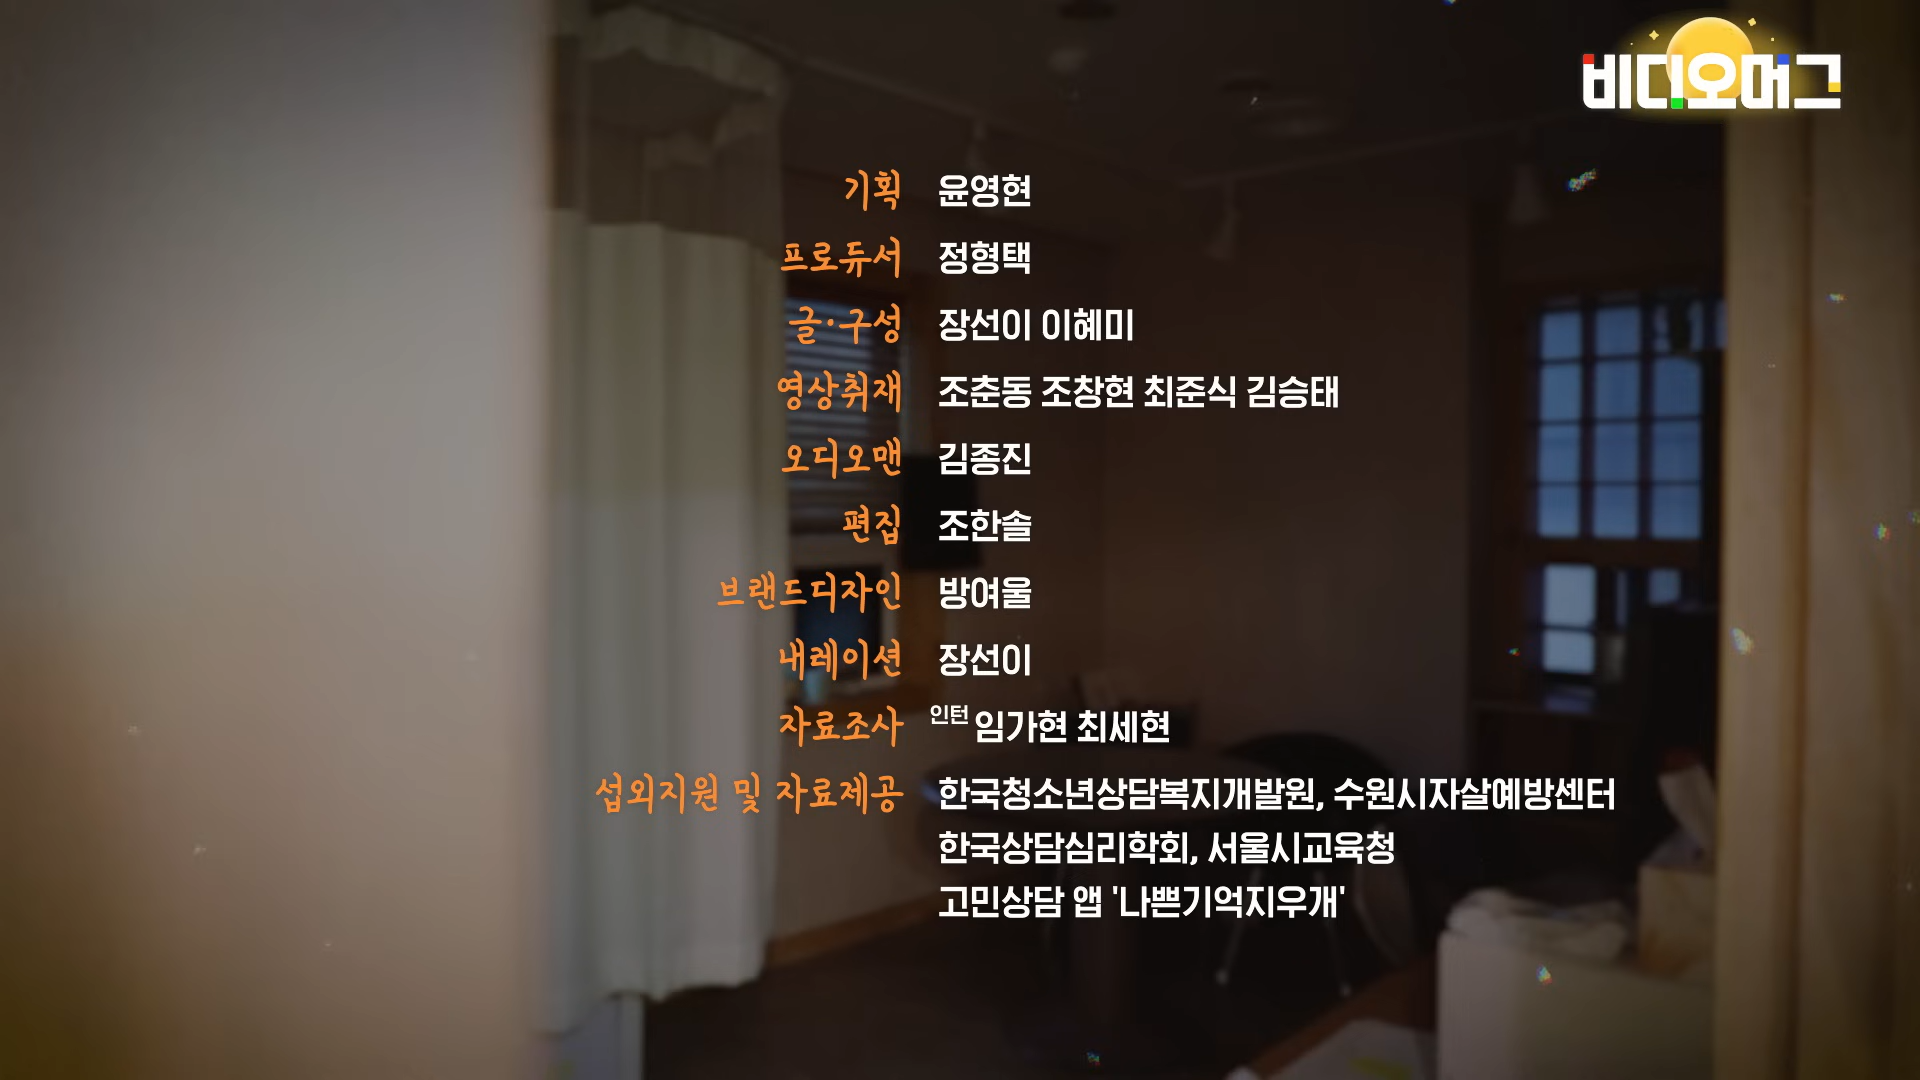 비디오머그
기획 윤영현
프로듀서 정형택
글·구성 장선이 이혜미
영상취재 조춘동 조창현 최준식 김승태
오디오맨 김종진
편집 조한솔
브랜드디자인 방여울
내레이션 장선이
자료조사 인턴 임가현 최세현
섭외지원 및 자료제공 한국청소년상담복지개발원, 수원시자살예방센터
한국상담심리학회, 서울시교육청
고민상담 앱 '나쁜기억지우개'